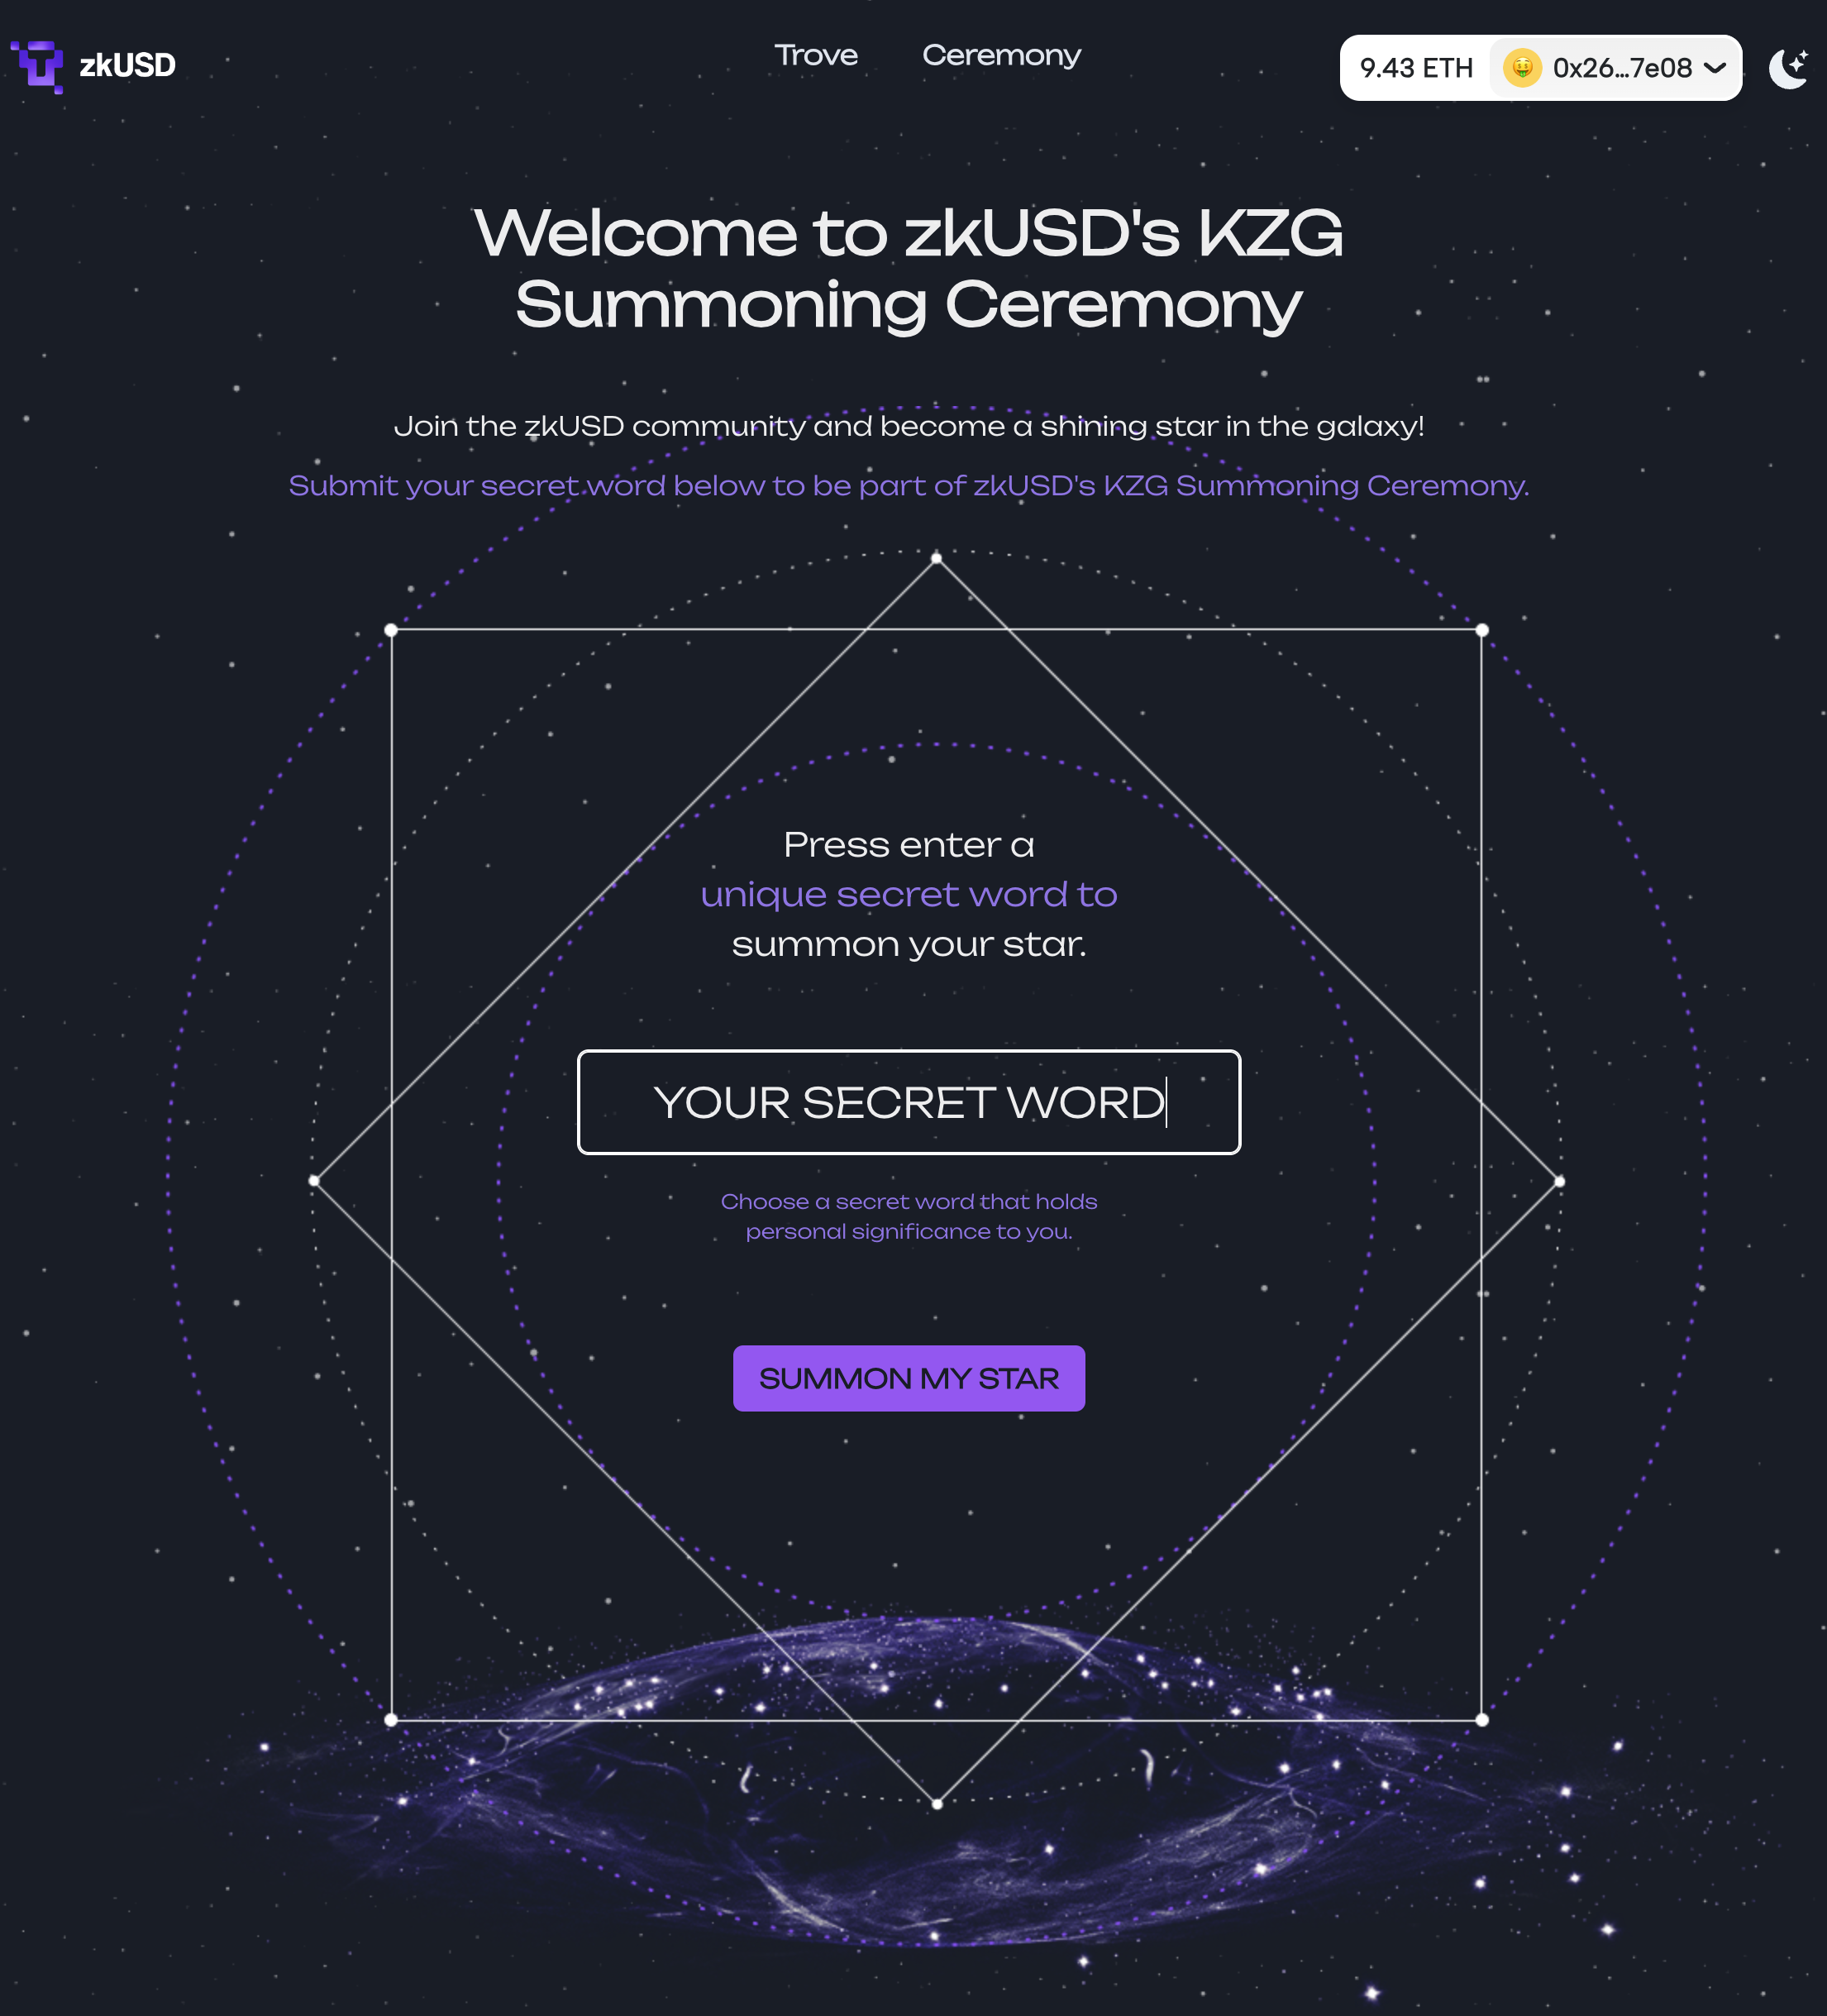 zkUSD
Trove
Ceremony
9.43 ETH
0x26...7e08
Welcome to zkUSD's KZG
Summoning Ceremony
Join the zkUSD community and become a shining star in the galaxy!
Submit your secret word below to be part of zkUSD's KZG Summoning Ceremony.
Press enter a
unique secret word to
summon your star.
YOUR SECRET WORD
Choose a secret word that holds
personal significance to you.
SUMMON MY STAR